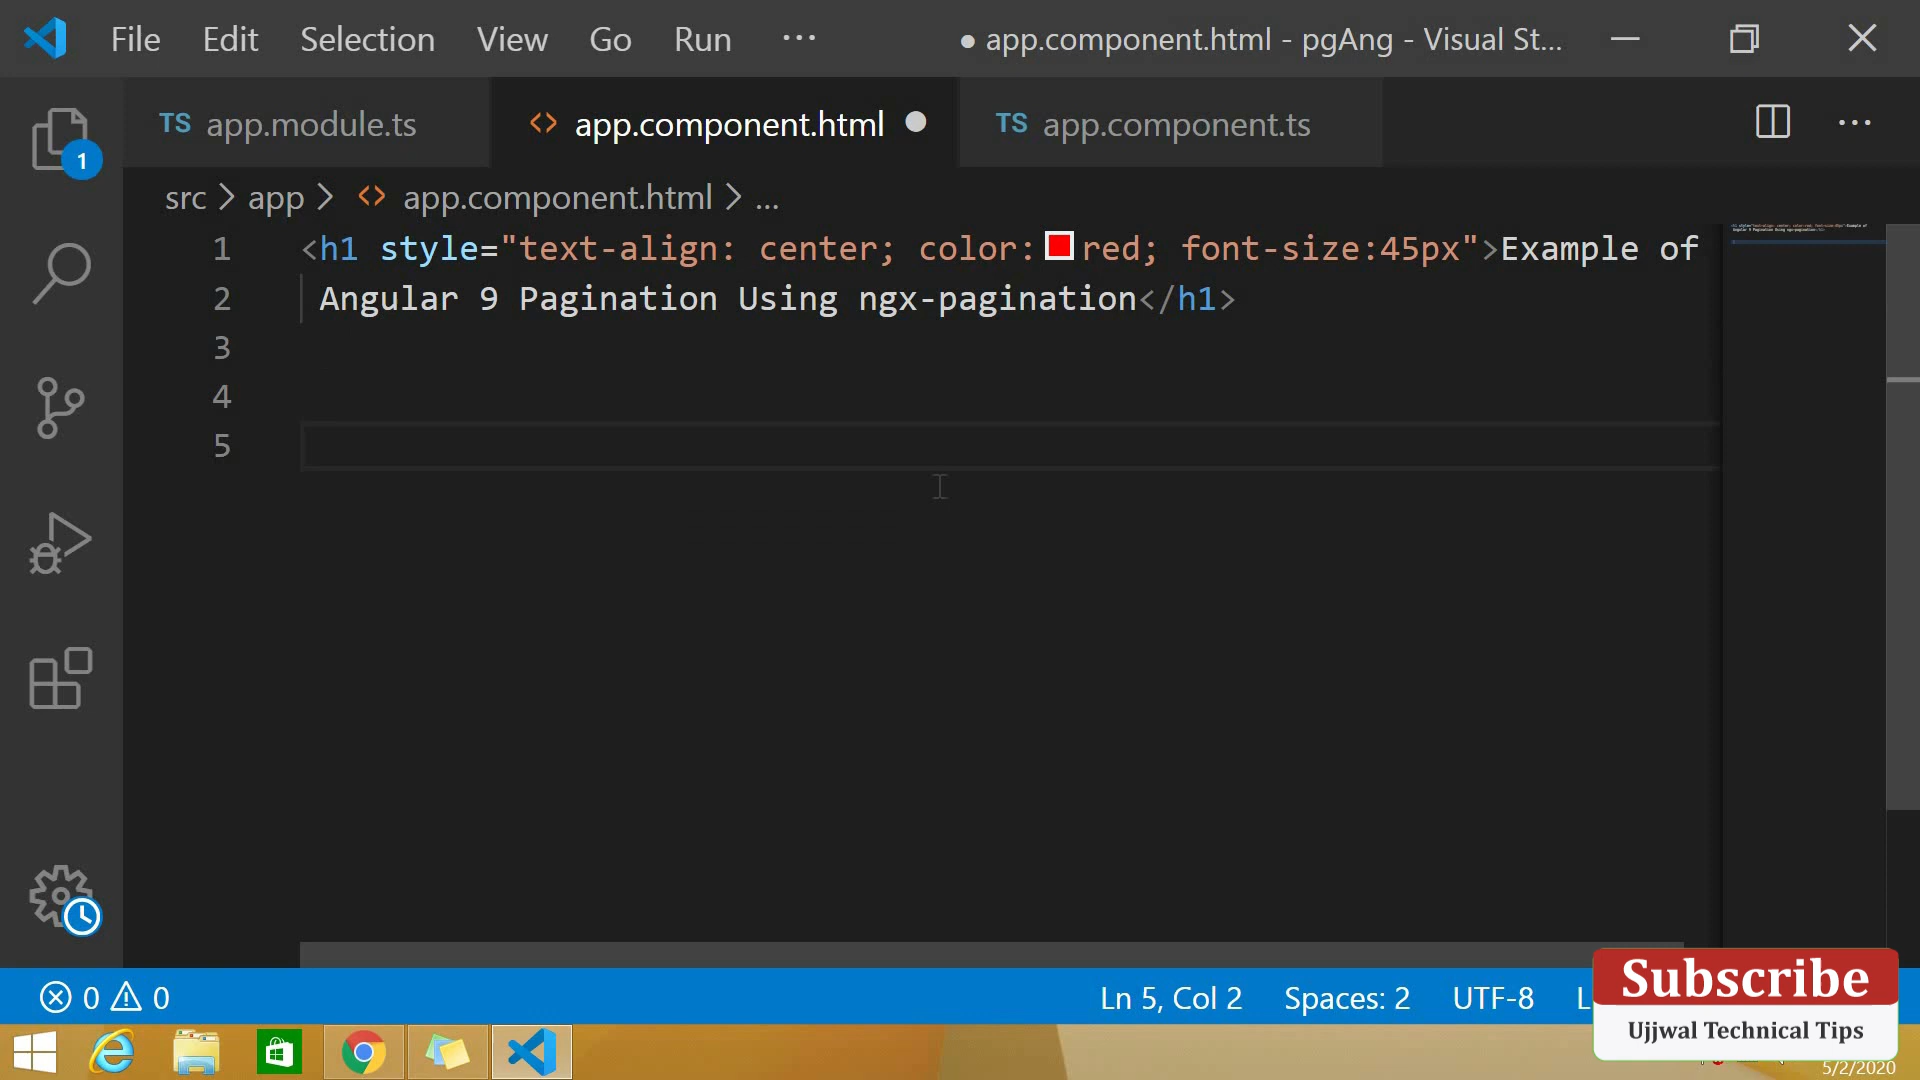 File Edit Selection View Go Run ···
● app.component.html - pgAng - Visual St...
1
TS app.module.ts
<> app.component.html ●
TS app.component.ts
src > app > <> app.component.html > ...
1 <h1 style="text-align: center; color:red; font-size:45px">Example of
2 Angular 9 Pagination Using ngx-pagination</h1>
3
4
5
0 0
Ln 5, Col 2 Spaces: 2 UTF-8 L
Subscribe
Ujjwal Technical Tips
5/2/2020